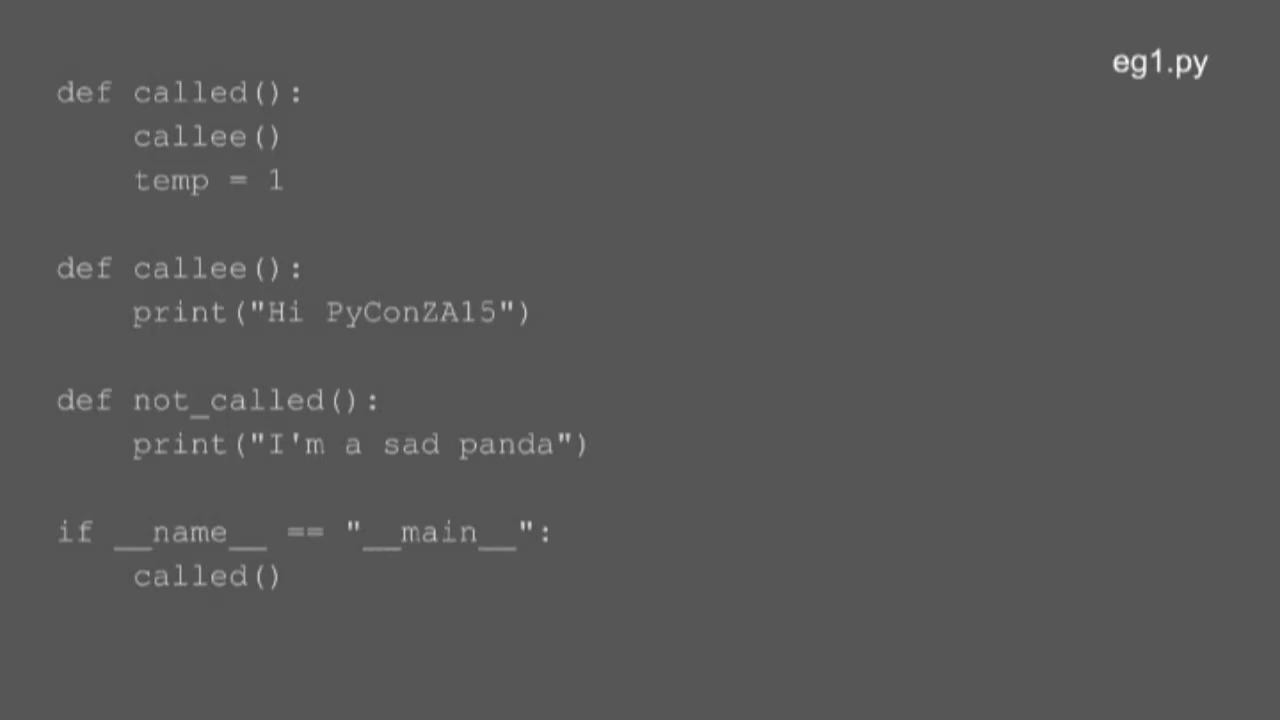 eg1.py
def called():
    callee()
    temp = 1
def callee():
    print("Hi PyConZA15")
def not_called():
    print("I'm a sad panda")
if __name__ == "__main__":
    called()